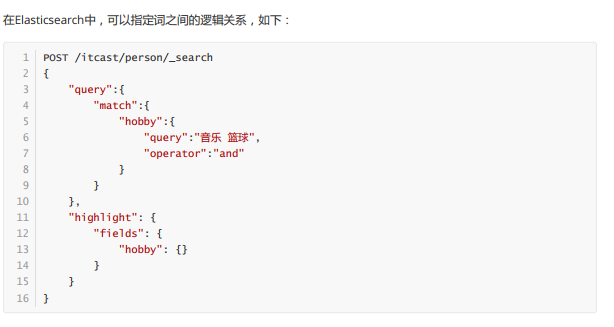 在Elasticsearch中，可以指定词之间的逻辑关系，如下：
1 POST /itcast/person/_search
2 {
3     "query":{
4         "match":{
5             "hobby":{
6                 "query":"音乐 篮球",
7                 "operator":"and"
8             }
9         }
10     },
11     "highlight": {
12         "fields": {
13             "hobby": {}
14         }
15     }
16 }